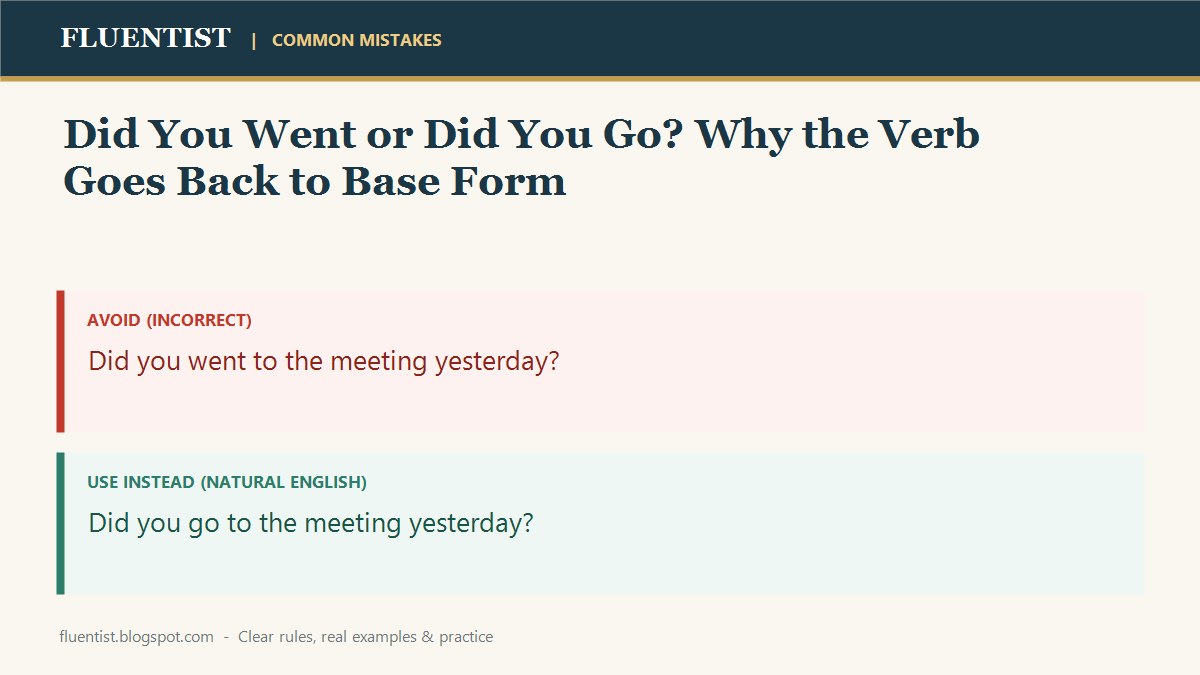 FLUENTIST | COMMON MISTAKES
Did You Went or Did You Go? Why the Verb
Goes Back to Base Form
AVOID (INCORRECT)
Did you went to the meeting yesterday?
USE INSTEAD (NATURAL ENGLISH)
Did you go to the meeting yesterday?
fluentist.blogspot.com - Clear rules, real examples & practice